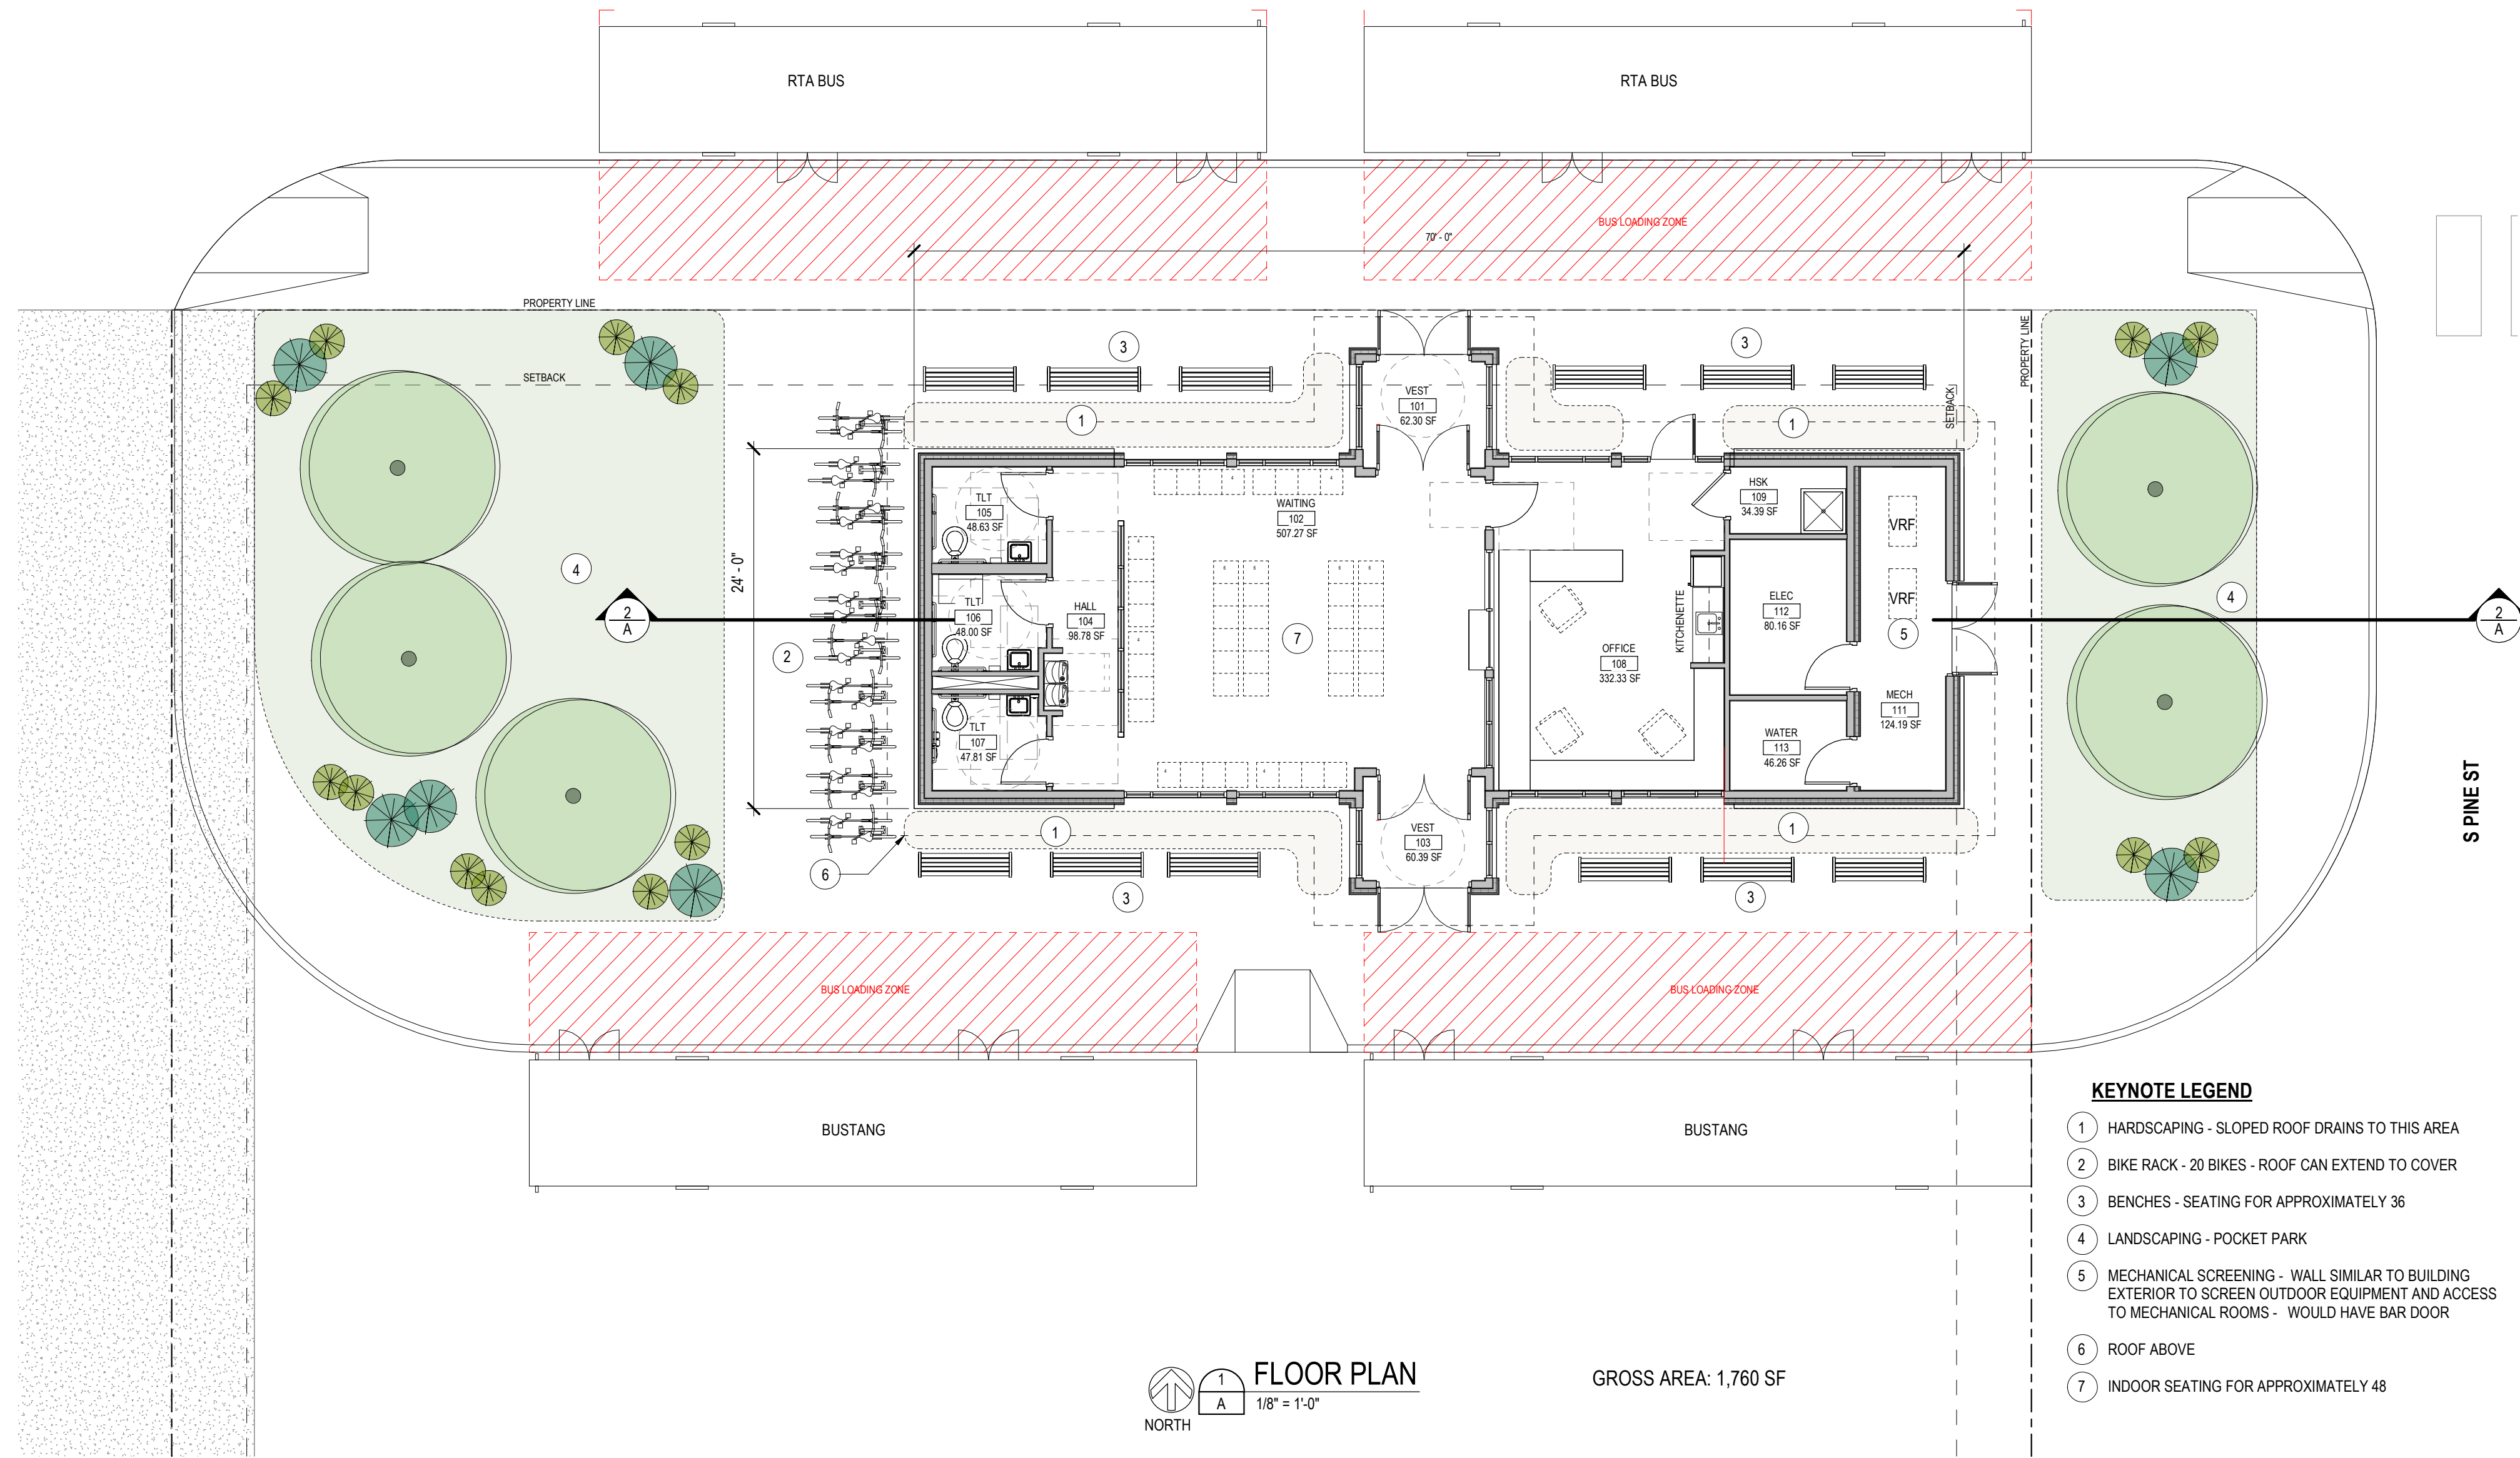 RTA BUS
RTA BUS
BUS LOADING ZONE
70' - 0"
PROPERTY LINE
SETBACK
PROPERTY LINE
SETBACK
3
3
1
1
VEST
101
62.30 SF
TLT
105
48.63 SF
WAITING
102
507.27 SF
HSK
109
34.39 SF
VRF
VRF
4
24' - 0"
2
A
2
TLT
106
48.00 SF
HALL
104
98.78 SF
7
OFFICE
108
332.33 SF
KITCHENETTE
ELEC
112
80.16 SF
5
4
2
A
TLT
107
47.81 SF
WATER
113
46.26 SF
MECH
111
124.19 SF
S PINE ST
1
VEST
103
60.39 SF
1
6
3
3
BUS LOADING ZONE
BUS LOADING ZONE
BUSTANG
BUSTANG
KEYNOTE LEGEND
1 HARDSCAPING - SLOPED ROOF DRAINS TO THIS AREA
2 BIKE RACK - 20 BIKES - ROOF CAN EXTEND TO COVER
3 BENCHES - SEATING FOR APPROXIMATELY 36
4 LANDSCAPING - POCKET PARK
5 MECHANICAL SCREENING - WALL SIMILAR TO BUILDING
EXTERIOR TO SCREEN OUTDOOR EQUIPMENT AND ACCESS
TO MECHANICAL ROOMS - WOULD HAVE BAR DOOR
6 ROOF ABOVE
7 INDOOR SEATING FOR APPROXIMATELY 48
NORTH
1
A
FLOOR PLAN
1/8" = 1'-0"
GROSS AREA: 1,760 SF